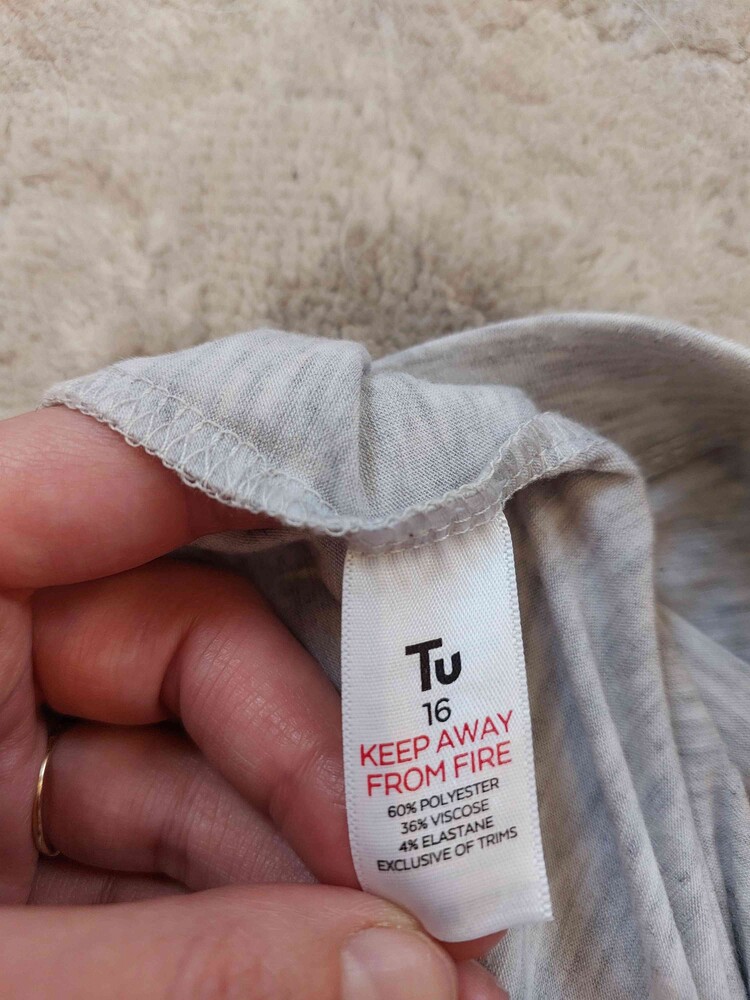 Tu
16
KEEP AWAY
FROM FIRE
60% POLYESTER
36% VISCOSE
4% ELASTANE
EXCLUSIVE OF TRIMS